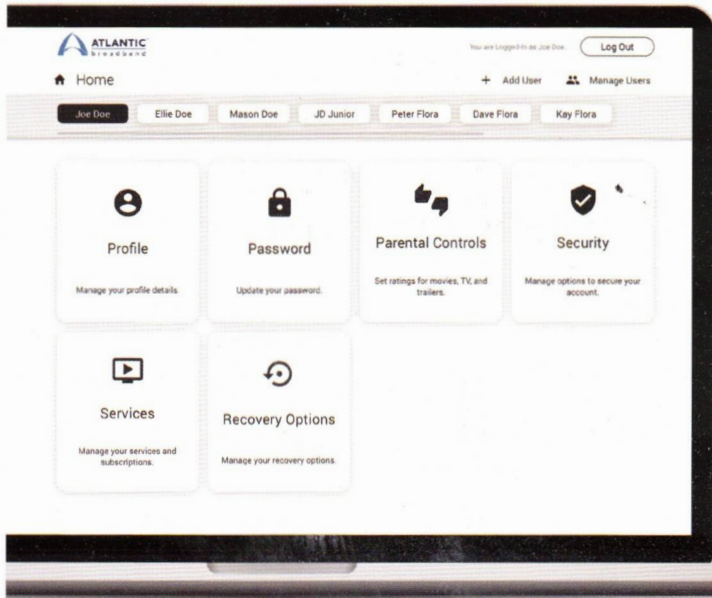 ATLANTIC
broadband
You are Logged-In as Joe Doe.
Log Out
Home
+ Add User
Manage Users
Joe Doe
Ellie Doe
Mason Doe
JD Junior
Peter Flora
Dave Flora
Kay Flora
Profile
Manage your profile details.
Password
Update your password.
Parental Controls
Set ratings for movies, TV, and
trailers.
Security
Manage options to secure your
account.
Services
Manage your services and
subscriptions.
Recovery Options
Manage your recovery options.